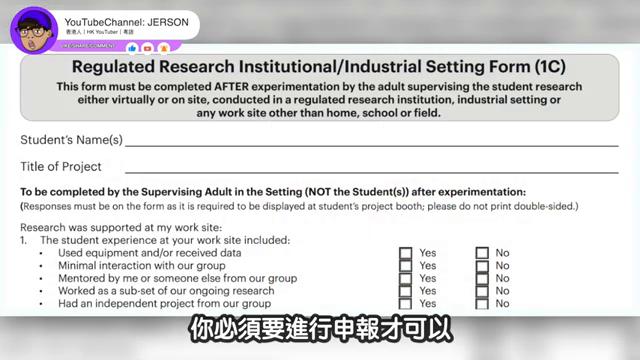 YouTubeChannel: JERSON
香港人 | HK YouTuber | 粵語
LIKE/SHARE/COMMENT
Regulated Research Institutional/Industrial Setting Form (1C)
This form must be completed AFTER experimentation by the adult supervising the student research
either virtually or on site, conducted in a regulated research institution, industrial setting or
any work site other than home, school or field.
Student's Name(s)
Title of Project
To be completed by the Supervising Adult in the Setting (NOT the Student(s)) after experimentation:
(Responses must be on the form as it is required to be displayed at student's project booth; please do not print double-sided.)
Research was supported at my work site:
1. The student experience at your work site included:
• Used equipment and/or received data Yes No
• Minimal interaction with our group Yes No
• Mentored by me or someone else from our group Yes No
• Worked as a sub-set of our ongoing research Yes No
• Had an independent project from our group Yes No
你必須要進行申報才可以